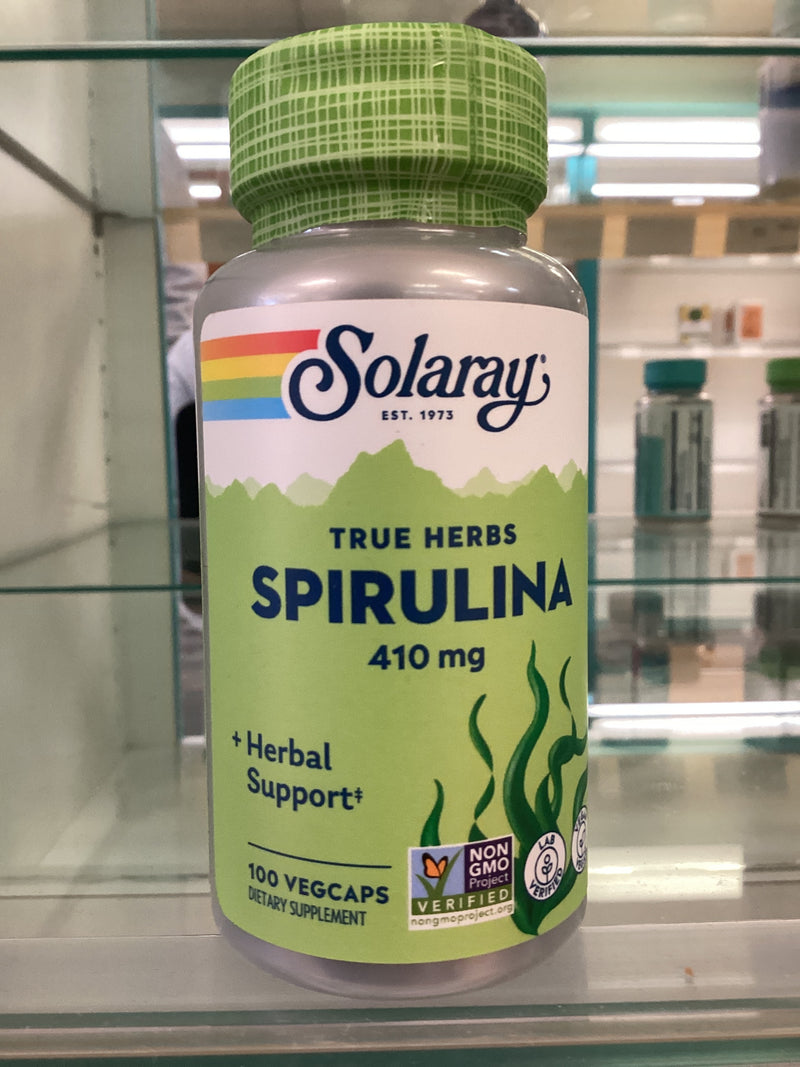 Solaray
EST. 1973
TRUE HERBS
SPIRULINA
410 mg
+ Herbal
Support‡
100 VEGCAPS
DIETARY SUPPLEMENT
NON
GMO
Project
VERIFIED
nongmoproject.org
LAB
VERIFIED